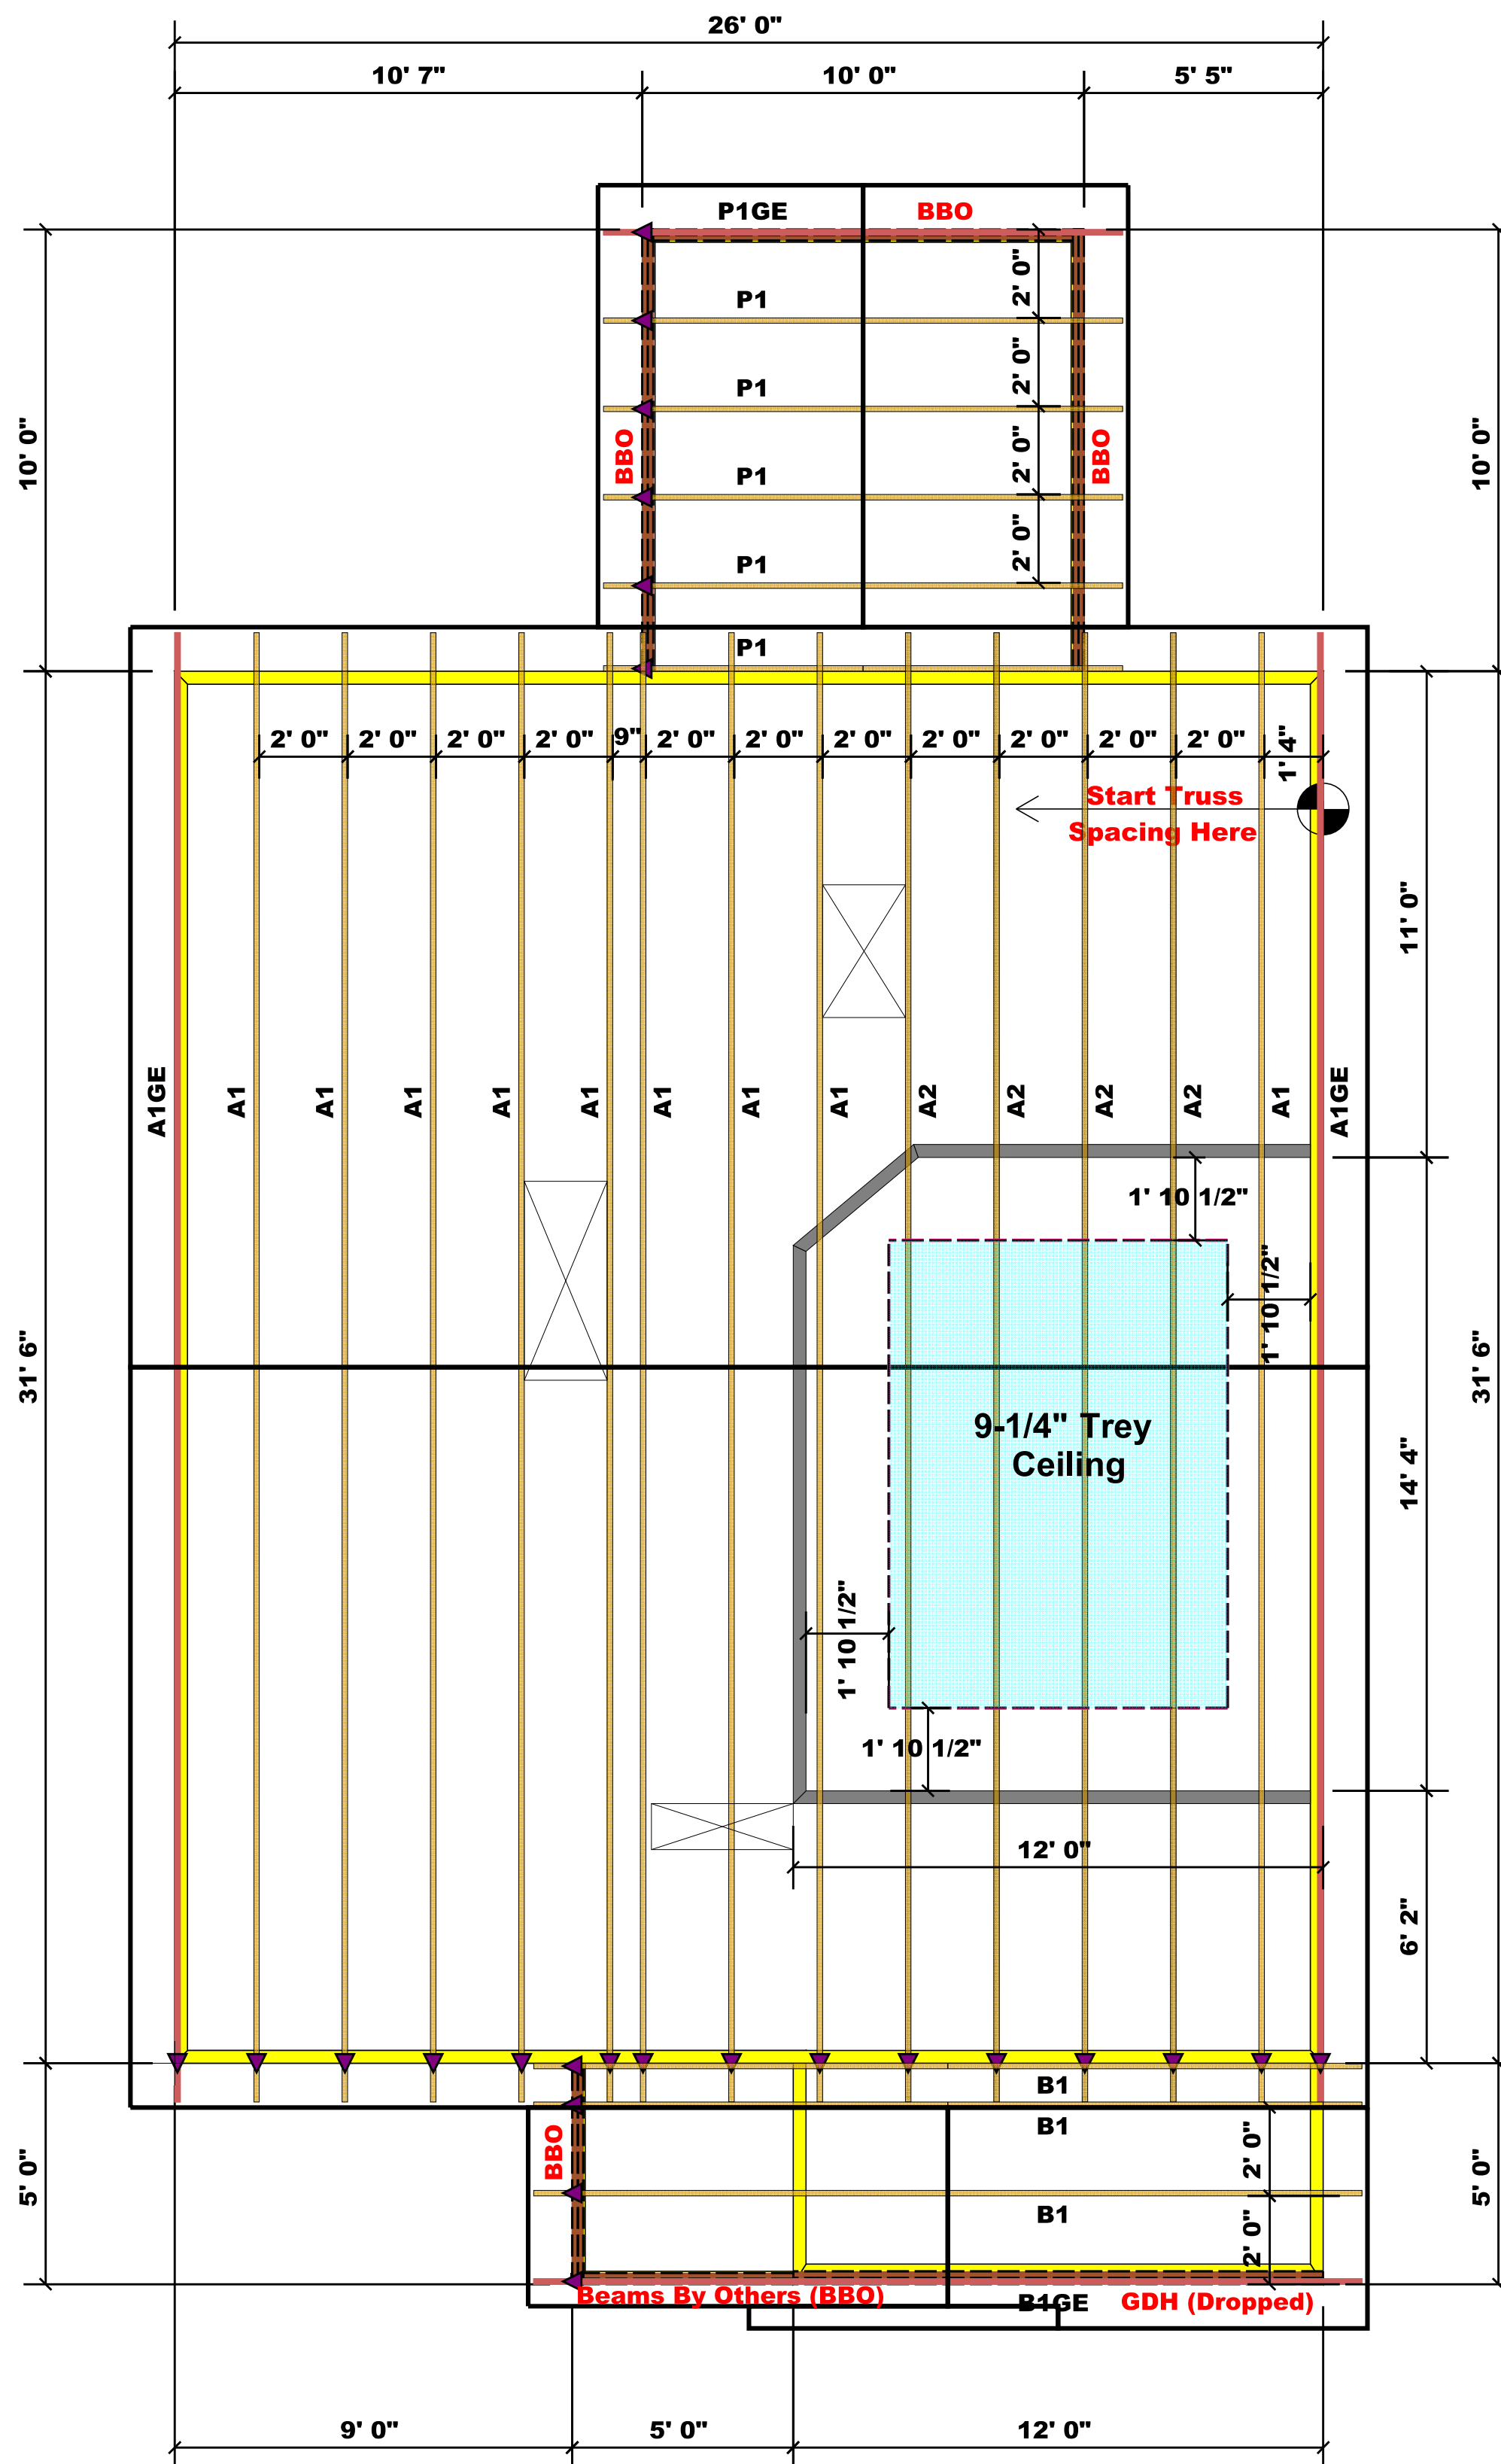 26' 0"
10' 7"
10' 0"
5' 5"
P1GE
BBO
2' 0"
P1
2' 0"
P1
10' 0"
BBO
2' 0"
BBO
10' 0"
P1
2' 0"
P1
P1
2' 0"
2' 0"
2' 0"
2' 0"
9"
2' 0"
2' 0"
2' 0"
2' 0"
2' 0"
2' 0"
2' 0"
1' 4"
Start Truss
Spacing Here
11' 0"
A1GE
A1
A1
A1
A1
A1
A1
A1
A1
A2
A2
A2
A2
A1
A1GE
1' 10 1/2"
1' 10 1/2"
31' 6"
31' 6"
9-1/4" Trey
Ceiling
14' 4"
1' 10 1/2"
1' 10 1/2"
12' 0"
6' 2"
B1
B1
BBO
2' 0"
5' 0"
5' 0"
B1
2' 0"
Beams By Others (BBO)
B1GE
GDH (Dropped)
9' 0"
5' 0"
12' 0"